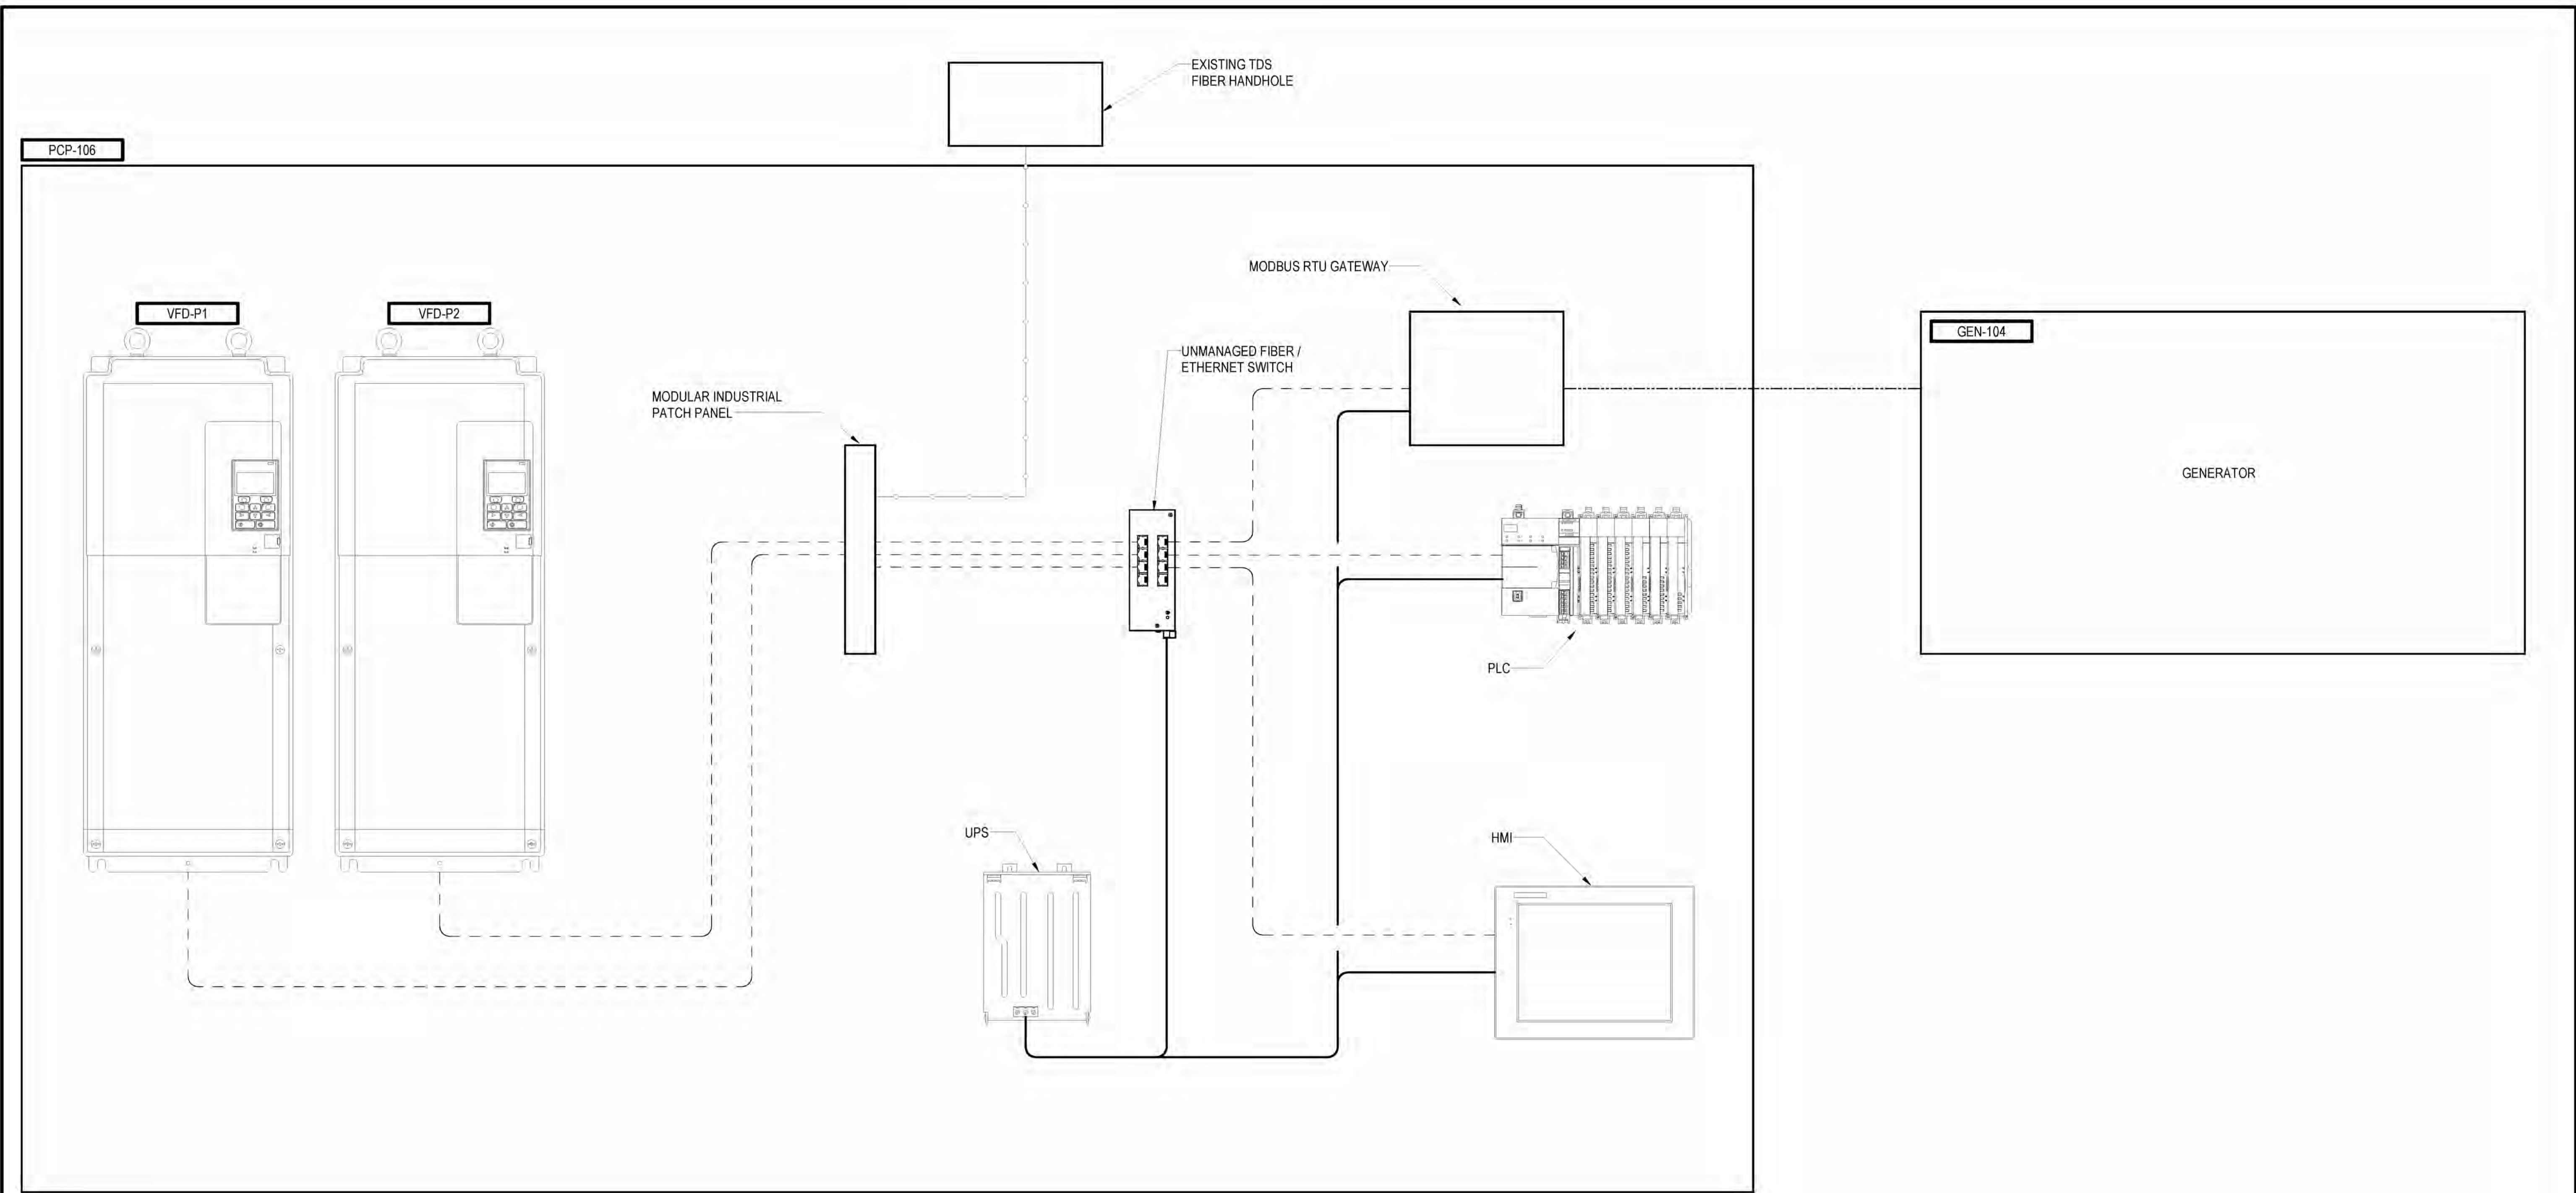 EXISTING TDS
FIBER HANDHOLE
PCP-106
MODBUS RTU GATEWAY
VFD-P1
VFD-P2
GEN-104
UNMANAGED FIBER /
ETHERNET SWITCH
MODULAR INDUSTRIAL
PATCH PANEL
GENERATOR
PLC
UPS
HMI